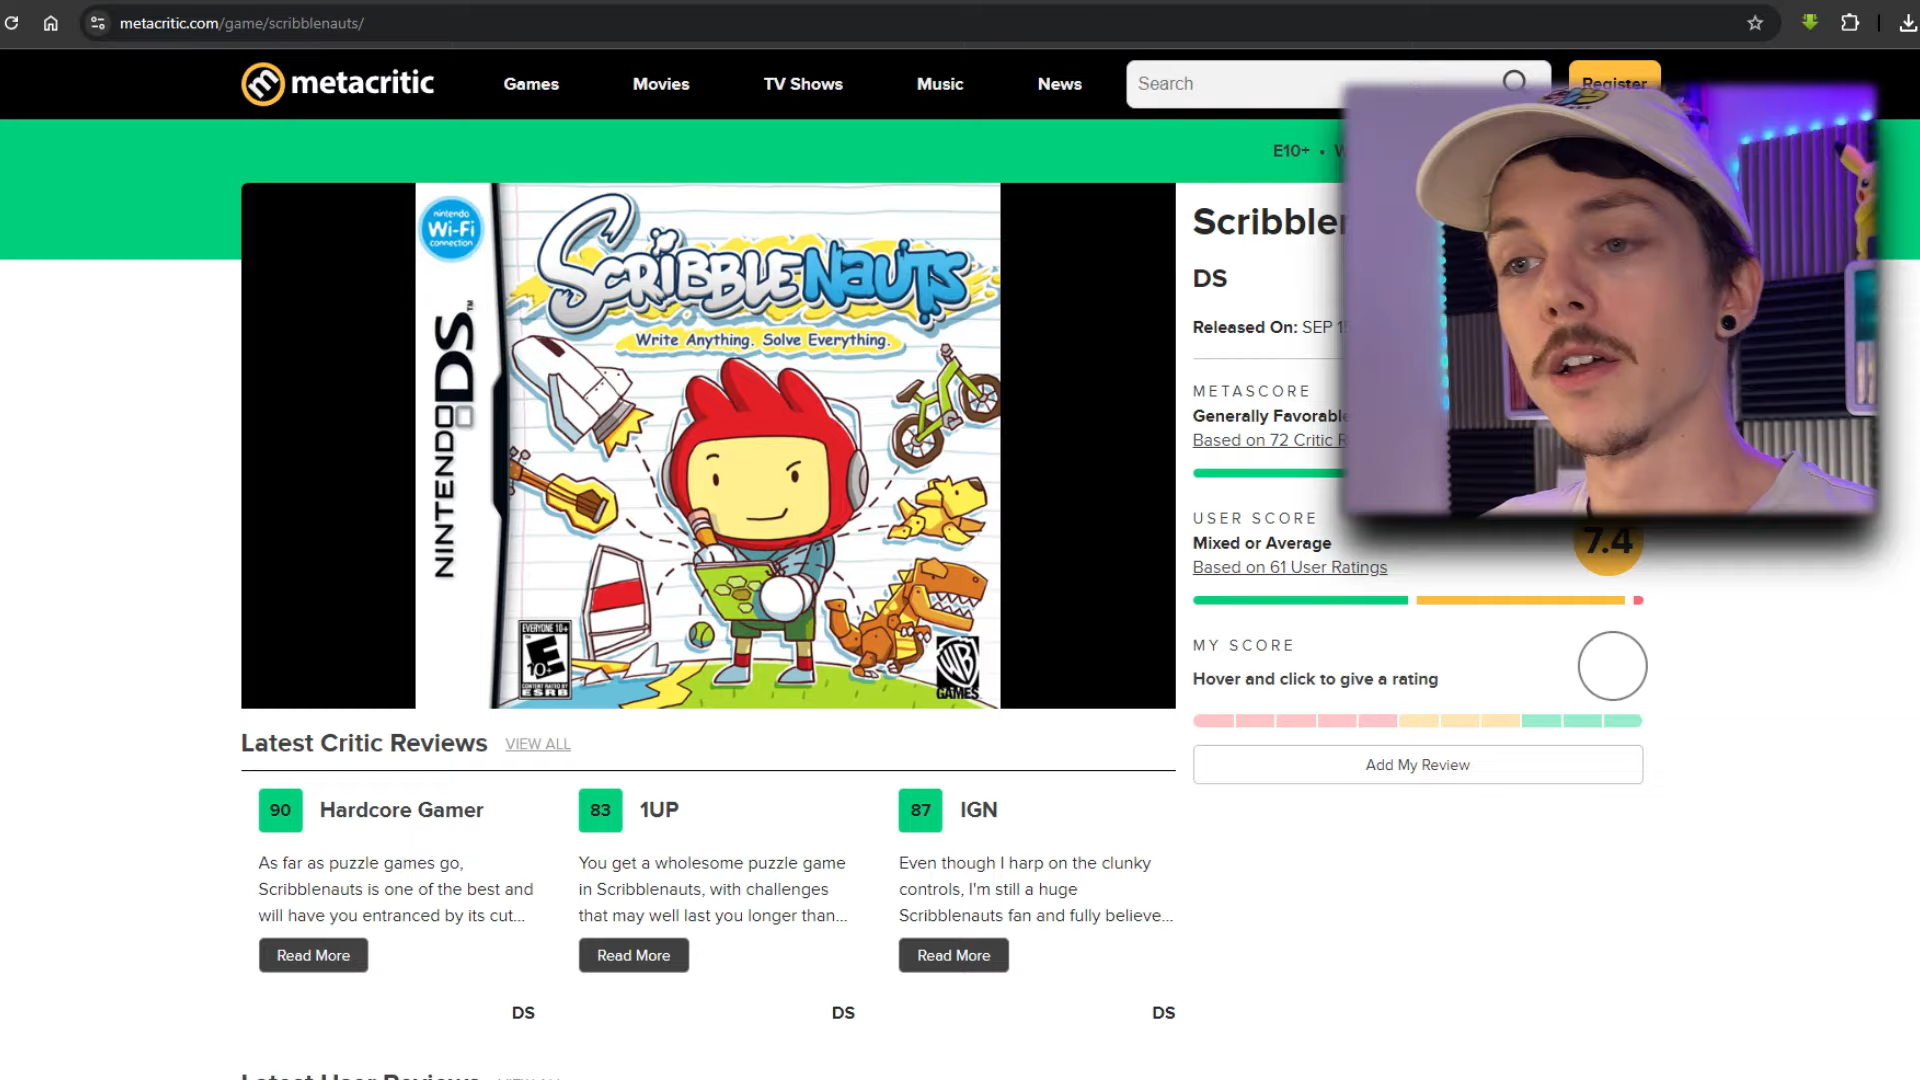 metacritic.com/game/scribblenauts/
metacritic
Games
Movies
TV Shows
Music
News
Search
Register
E10+ •
nintendo
Wi-Fi
connection
NINTENDO DS™
SCRIBBLENAUTS
Write Anything. Solve Everything.
EVERYONE 10+
E
10+
CONTENT RATED BY
ESRB
WB
GAMES
DS
Released On: SEP
METASCORE
Generally Favorable
Based on 72 Critic
USER SCORE
Mixed or Average
Based on 61 User Ratings
7.4
MY SCORE
Hover and click to give a rating
Add My Review
Latest Critic Reviews
VIEW ALL
90 Hardcore Gamer
As far as puzzle games go,
Scribblenauts is one of the best and
will have you entranced by its cut...
Read More
DS
83 1UP
You get a wholesome puzzle game
in Scribblenauts, with challenges
that may well last you longer than...
Read More
DS
87 IGN
Even though I harp on the clunky
controls, I'm still a huge
Scribblenauts fan and fully believe...
Read More
DS
Latest User Reviews